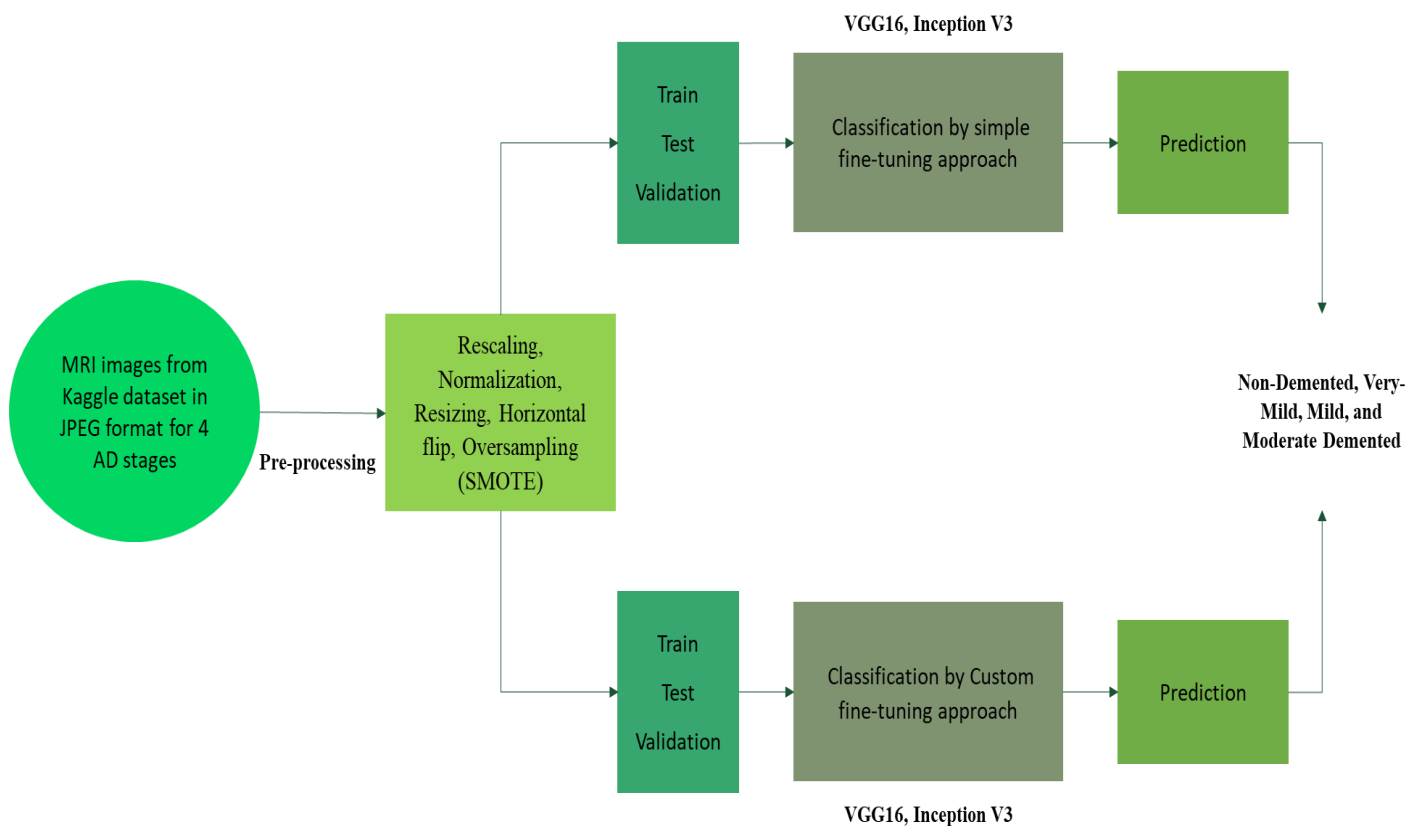 VGG16, Inception V3
Train
Test
Validation
Classification by simple
fine-tuning approach
Prediction
MRI images from
Kaggle dataset in
JPEG format for 4
AD stages
Pre-processing
Rescaling,
Normalization,
Resizing, Horizontal
flip, Oversampling
(SMOTE)
Non-Demented, Very-
Mild, Mild, and
Moderate Demented
Train
Test
Validation
Classification by Custom
fine-tuning approach
Prediction
VGG16, Inception V3